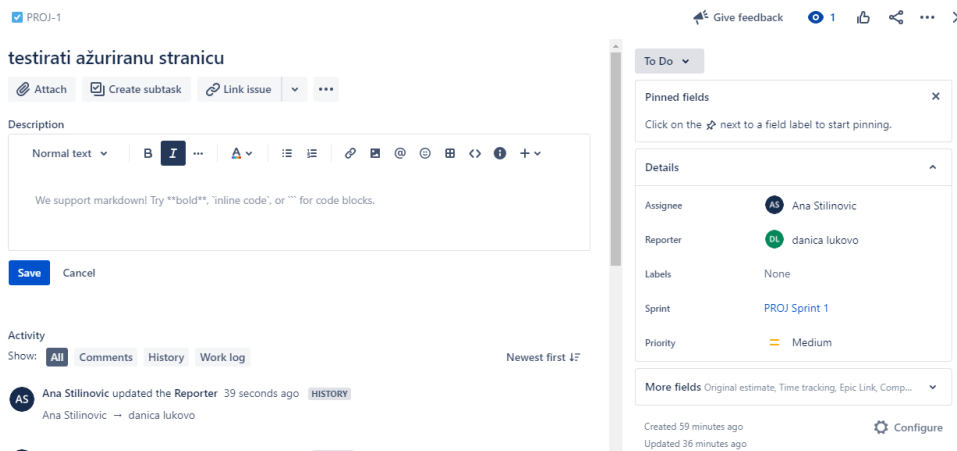 PROJ-1
Give feedback 1
testirati ažuriranu stranicu
Attach Create subtask Link issue
Description
Normal text B I A
We support markdown! Try **bold**, `inline code`, or ``` for code blocks.
Save Cancel
Activity
Show: All Comments History Work log Newest first
AS Ana Stilinovic updated the Reporter 39 seconds ago HISTORY
Ana Stilinovic → danica lukovo
To Do
Pinned fields
Click on the next to a field label to start pinning.
Details
Assignee AS Ana Stilinovic
Reporter DL danica lukovo
Labels None
Sprint PROJ Sprint 1
Priority Medium
More fields Original estimate, Time tracking, Epic Link, Comp...
Created 59 minutes ago Configure
Updated 36 minutes ago